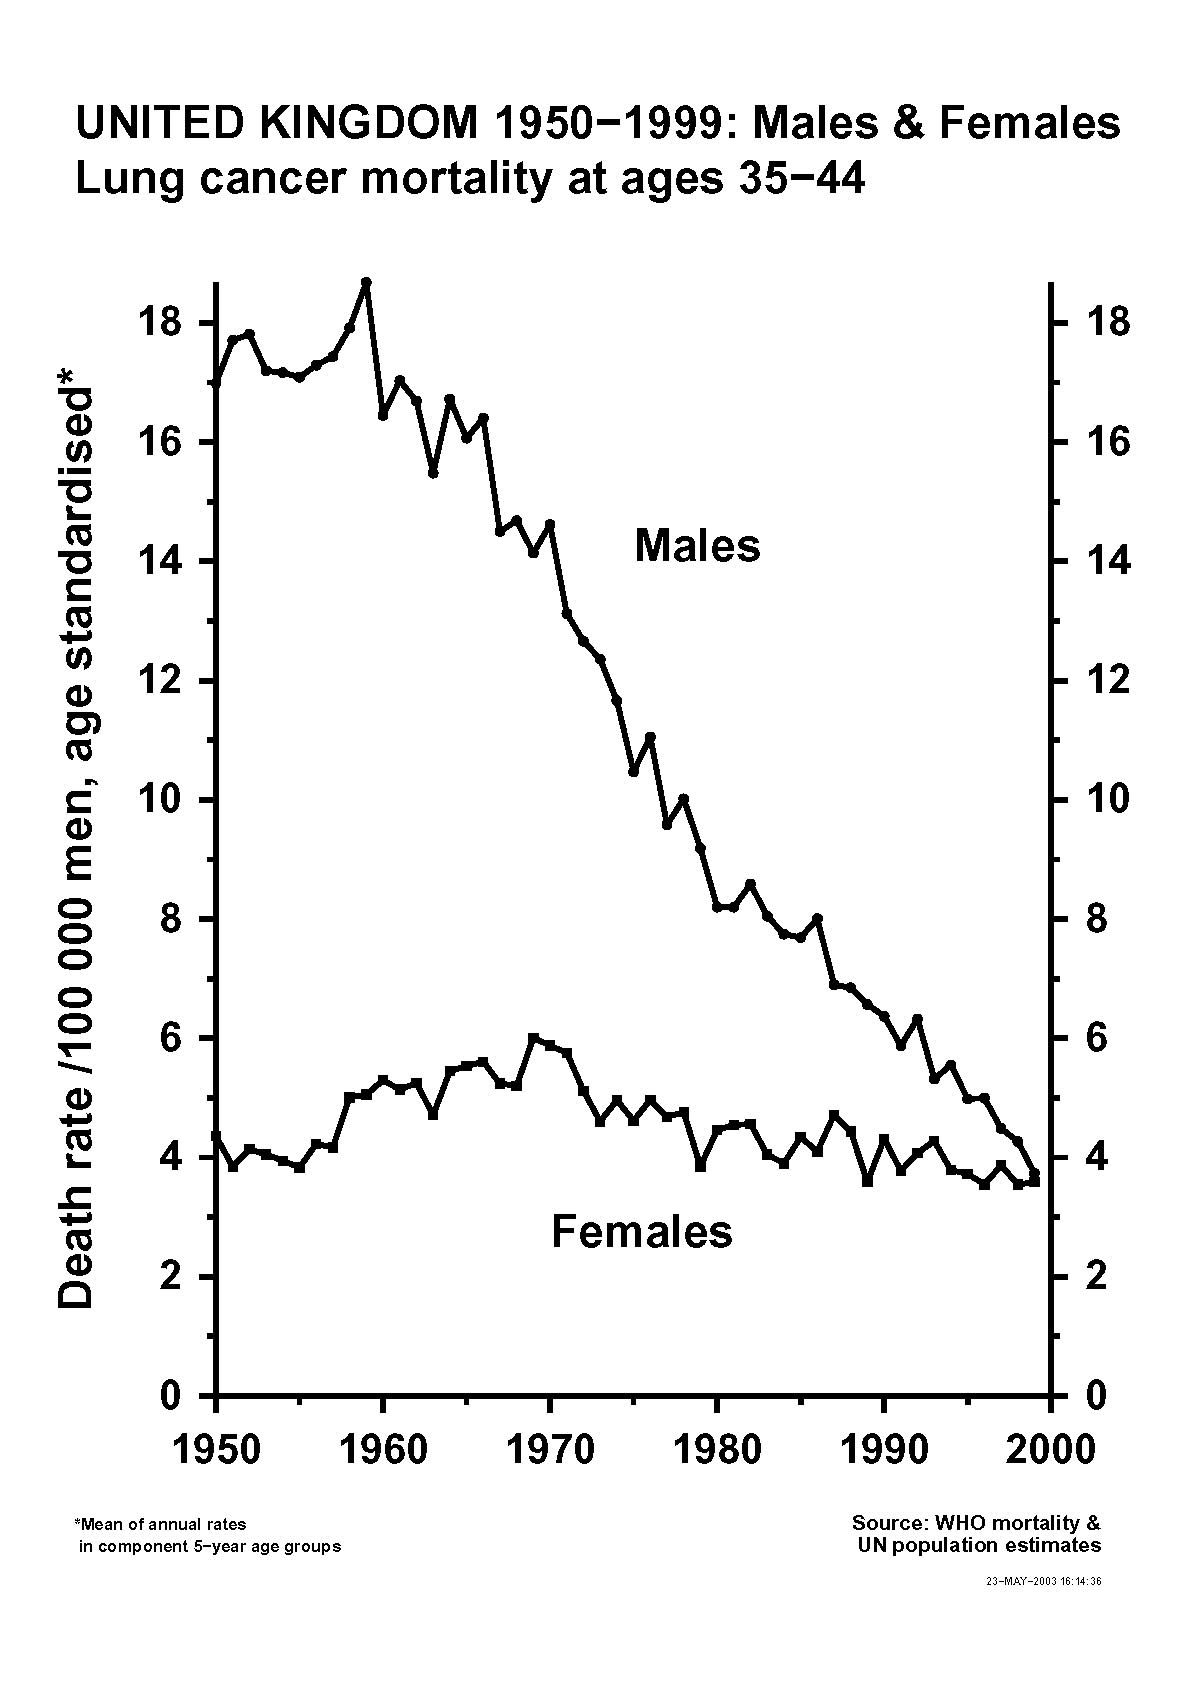 UNITED KINGDOM 1950−1999: Males & Females
Lung cancer mortality at ages 35−44
Death rate /100 000 men, age standardised*
18
16
14
12
10
8
6
4
2
0
18
16
14
12
10
8
6
4
2
0
Males
Females
1950 1960 1970 1980 1990 2000
*Mean of annual rates
in component 5−year age groups
Source: WHO mortality &
UN population estimates
23−MAY−2003 16:14:36